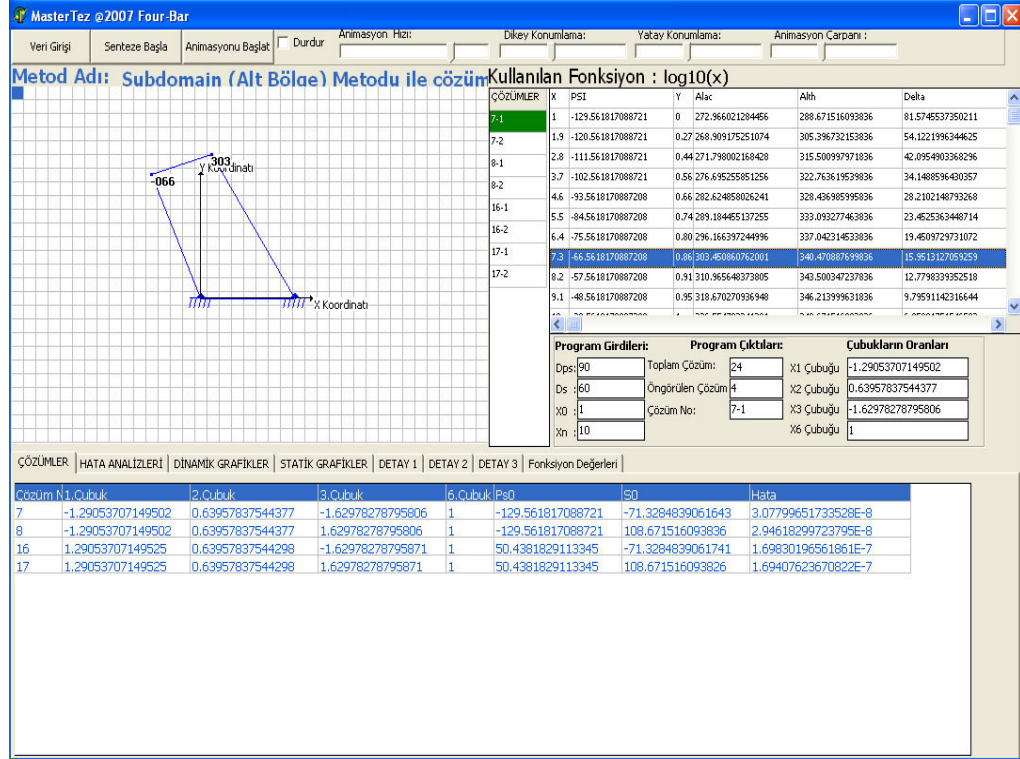 MasterTez @2007 Four-Bar
Veri Girişi Senteze Başla Animasyonu Başlat Durdur Animasyon Hızı: Dikey Konumlama: Yatay Konumlama: Animasyon Çarpanı :
Metod Adı: Subdomain (Alt Bölge) Metodu ile çözüm
Kullanılan Fonksiyon : log10(x)
303
Y Koordinatı
-066
X Koordinatı
ÇÖZÜMLER
7-1
7-2
8-1
8-2
16-1
16-2
17-1
17-2
X PSI Y Alac Alth Delta
1 -129.561817088721 0 272.966021284456 288.671516093836 81.574553735021
1.9 -120.561817088721 0.27 268.909175251074 305.396732153836 54.1221996344625
2.8 -111.561817088721 0.44 271.798002168428 315.500997971836 42.0954903368296
3.7 -102.561817088721 0.56 276.695255851256 322.763619539836 34.1488596430357
4.6 -93.5618170887208 0.66 282.624858026241 328.436985995836 28.2102148793268
5.5 -84.5618170887208 0.74 289.184455137255 333.093277463836 23.4525363448714
6.4 -75.5618170887208 0.80 296.166397244996 337.042314533836 19.4509729731072
7.3 -66.5618170887208 0.86 303.450860762001 340.470887699836 15.9513127059259
8.2 -57.5618170887208 0.91 310.965648373805 343.500347237836 12.7798339352518
9.1 -48.5618170887208 0.95 318.670270936948 346.213999631836 9.79591142316644
Program Girdileri: Program Çıktıları: Çubukların Oranları
Dps: 90 Toplam Çözüm: 24 X1 Çubuğu -1.29053707149502
Ds : 60 Öngörülen Çözüm 4 X2 Çubuğu 0.63957837544377
X0 : 1 Çözüm No: 7-1 X3 Çubuğu -1.62978278795806
Xn : 10 X6 Çubuğu 1
ÇÖZÜMLER HATA ANALİZLERİ DİNAMİK GRAFİKLER STATİK GRAFİKLER DETAY 1 DETAY 2 DETAY 3 Fonksiyon Değerleri
Çözüm N 1.Cubuk 2.Cubuk 3.Cubuk 6.Cubuk Ps0 S0 Hata
7 -1.29053707149502 0.63957837544377 -1.62978278795806 1 -129.561817088721 -71.3284839061643 3.07799651733528E-8
8 -1.29053707149502 0.63957837544377 1.62978278795806 1 -129.561817088721 108.671516093836 2.94618299723795E-8
16 1.29053707149525 0.63957837544298 -1.62978278795871 1 50.4381829113345 -71.3284839061741 1.69830196561861E-7
17 1.29053707149525 0.63957837544298 1.62978278795871 1 50.4381829113345 108.671516093826 1.69407623670822E-7